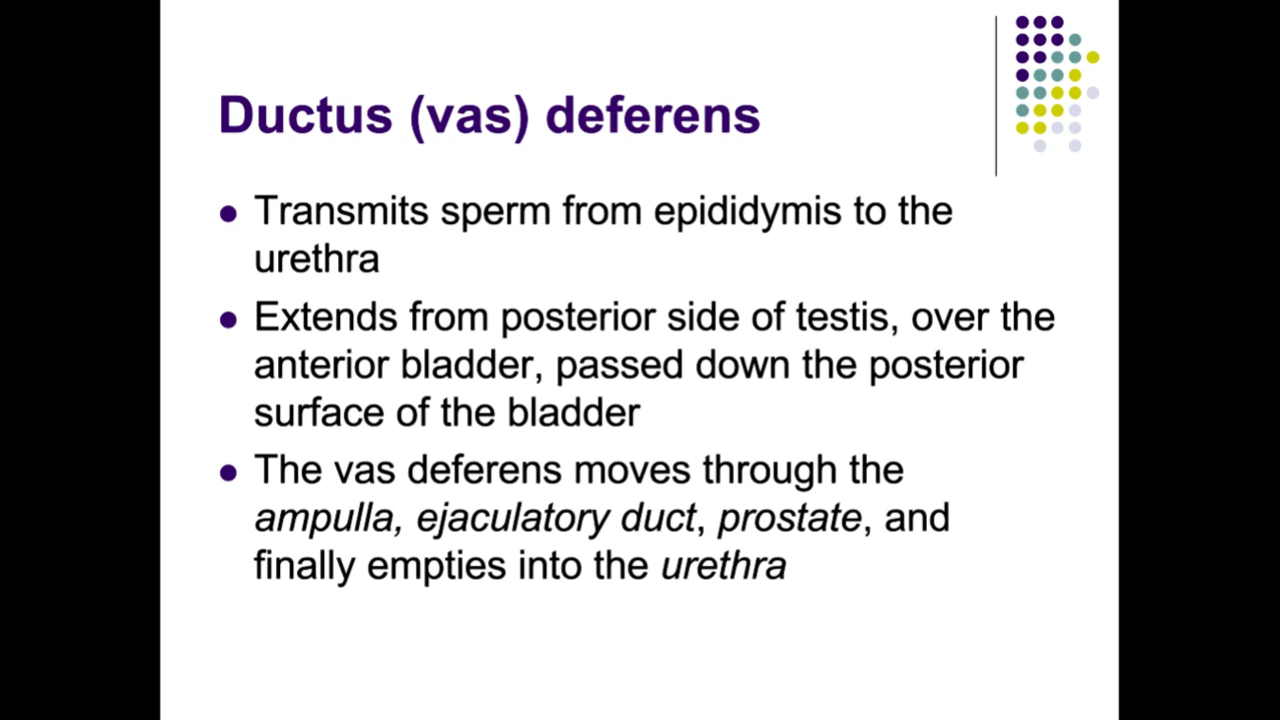 Ductus (vas) deferens
Transmits sperm from epididymis to the
urethra
Extends from posterior side of testis, over the
anterior bladder, passed down the posterior
surface of the bladder
The vas deferens moves through the
ampulla, ejaculatory duct, prostate, and
finally empties into the urethra